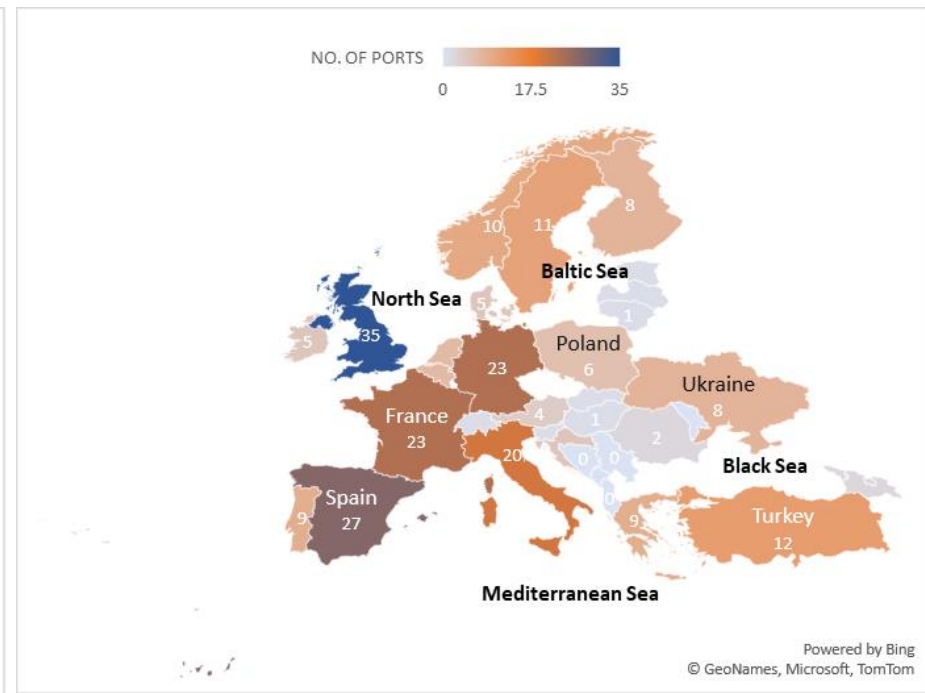 NO. OF PORTS
0 17.5 35
8
10
11
Baltic Sea
North Sea
5
1
35
5
Poland
6
23
Ukraine
8
France
23
4
1
2
20
0
0
Black Sea
0
Spain
27
9
9
Turkey
12
Mediterranean Sea
Powered by Bing
© GeoNames, Microsoft, TomTom